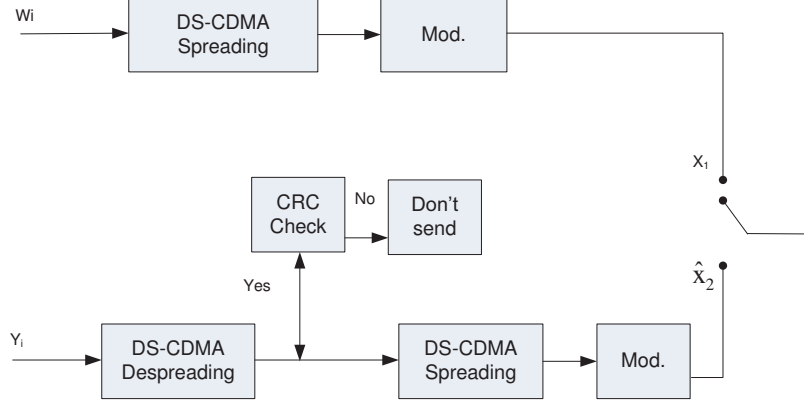 Wi
DS-CDMA
Spreading
Mod.
X₁
CRC
Check
No
Don't
send
x̂₂
Yes
Yᵢ
DS-CDMA
Despreading
DS-CDMA
Spreading
Mod.